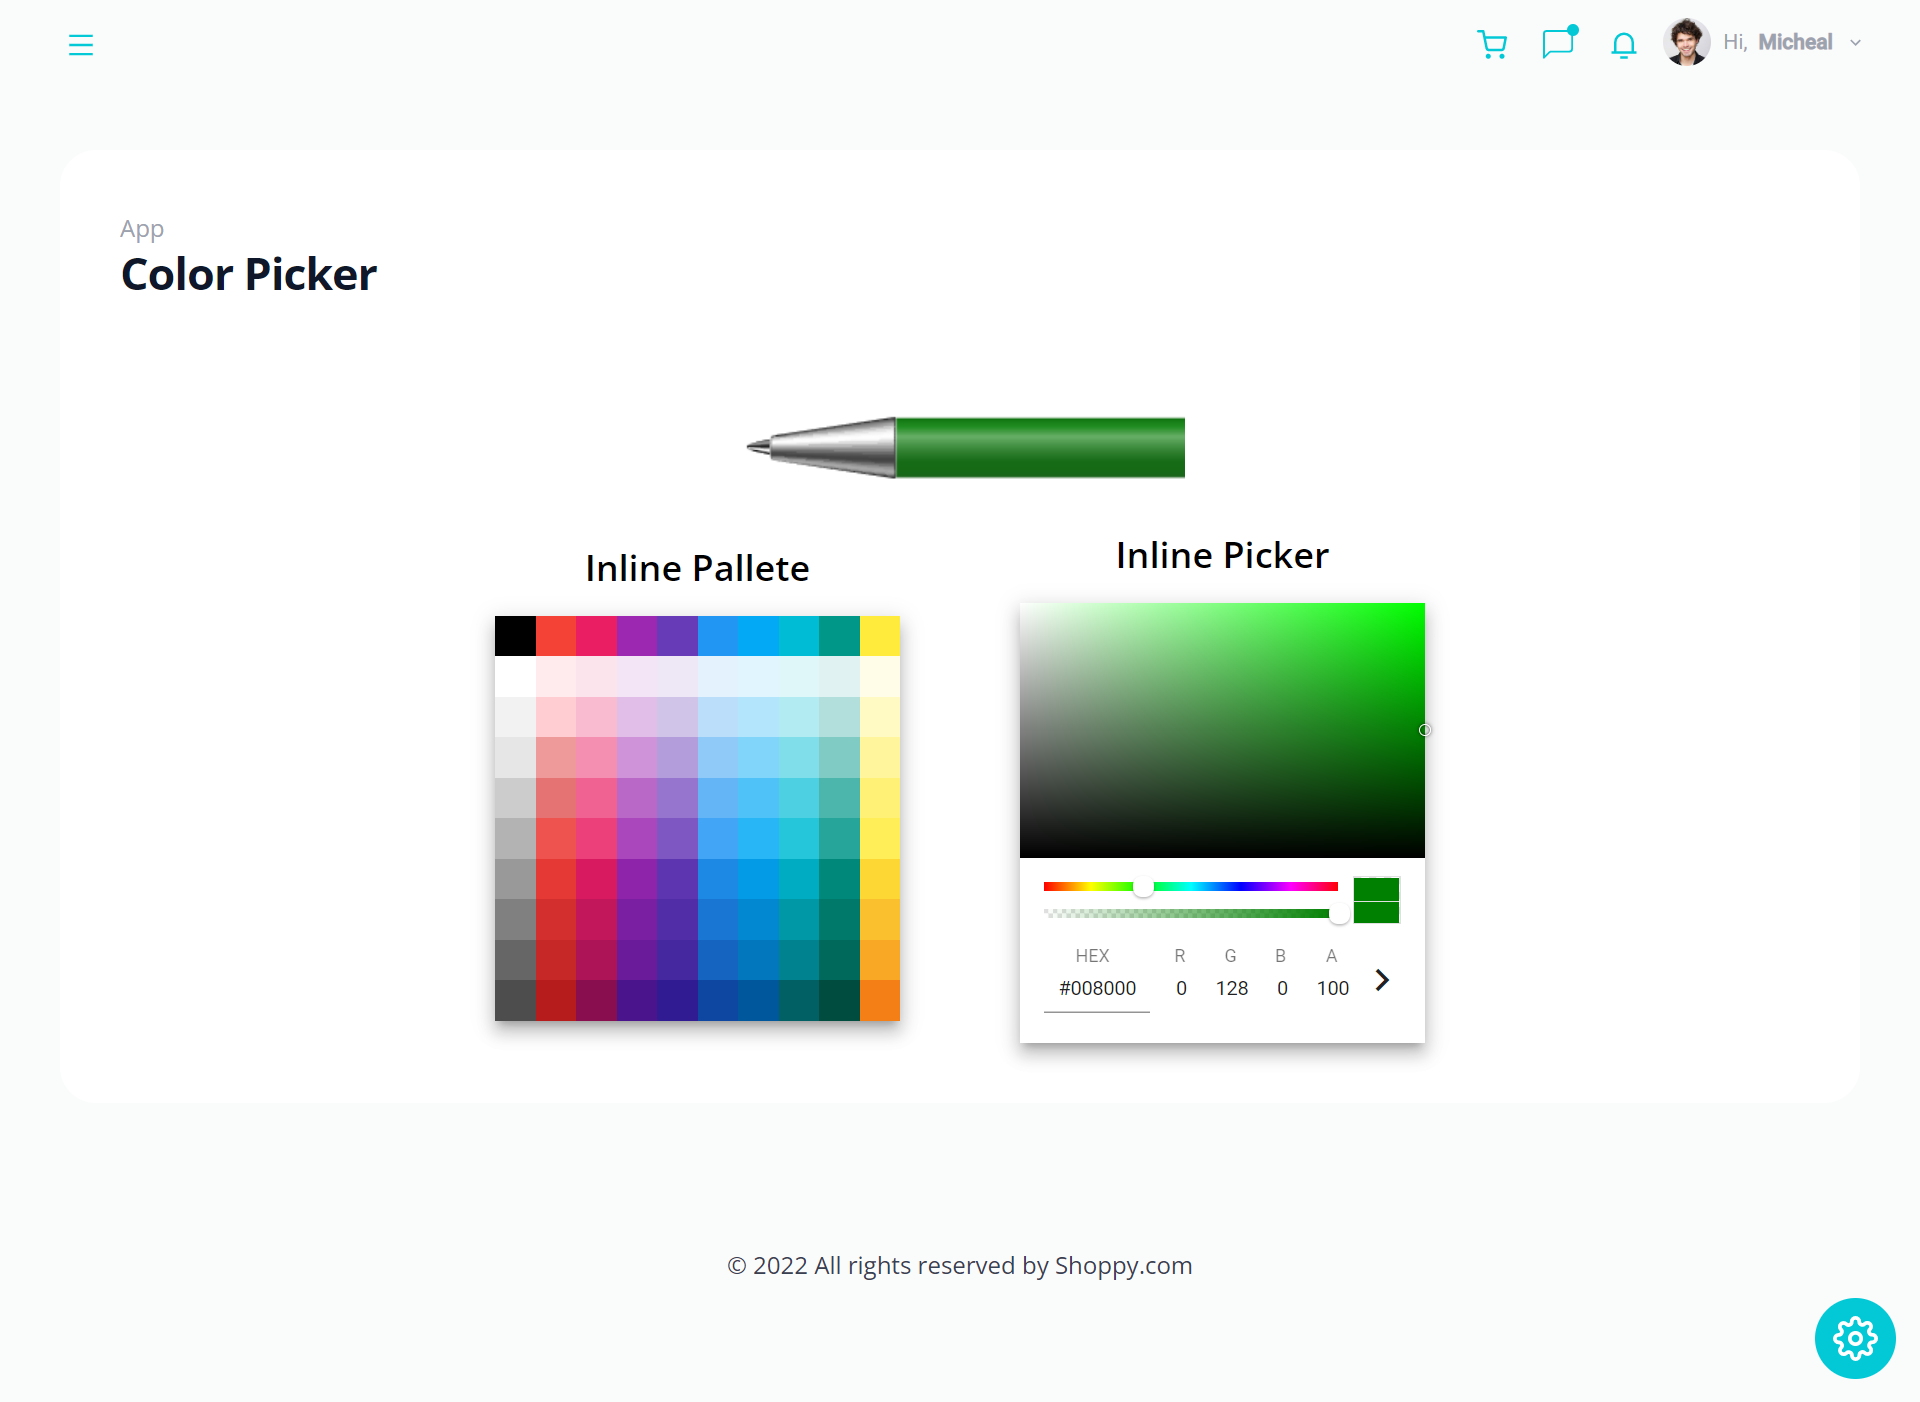 Hi, Micheal
App
Color Picker
Inline Pallete
Inline Picker
HEX R G B A
#008000 0 128 0 100
© 2022 All rights reserved by Shoppy.com